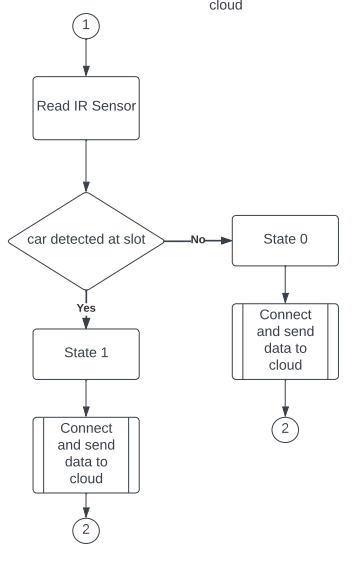 cloud
1
Read IR Sensor
car detected at slot
No
State 0
Yes
Connect
and send
data to
cloud
State 1
2
Connect
and send
data to
cloud
2